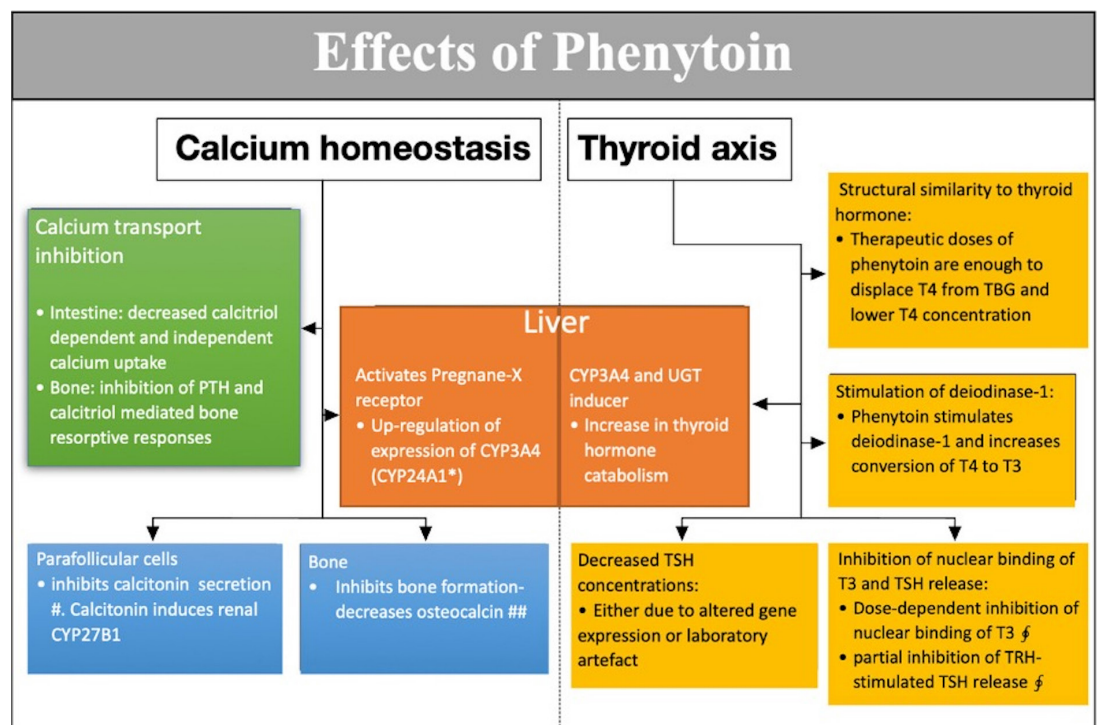 Effects of Phenytoin
Calcium homeostasis
Calcium transport
inhibition
• Intestine: decreased calcitriol
dependent and independent
calcium uptake
• Bone: inhibition of PTH and
calcitriol mediated bone
resorptive responses
Liver
Activates Pregnane-X
receptor
• Up-regulation of
expression of CYP3A4
(CYP24A1*)
CYP3A4 and UGT
inducer
• Increase in thyroid
hormone
catabolism
Parafollicular cells
• inhibits calcitonin secretion
#. Calcitonin induces renal
CYP27B1
Bone
• Inhibits bone formation-
decreases osteocalcin ##
Thyroid axis
Structural similarity to thyroid
hormone:
• Therapeutic doses of
phenytoin are enough to
displace T4 from TBG and
lower T4 concentration
Stimulation of deiodinase-1:
• Phenytoin stimulates
deiodinase-1 and increases
conversion of T4 to T3
Decreased TSH
concentrations:
• Either due to altered gene
expression or laboratory
artefact
Inhibition of nuclear binding of
T3 and TSH release:
• Dose-dependent inhibition of
nuclear binding of T3 ∮
• partial inhibition of TRH-
stimulated TSH release ∮